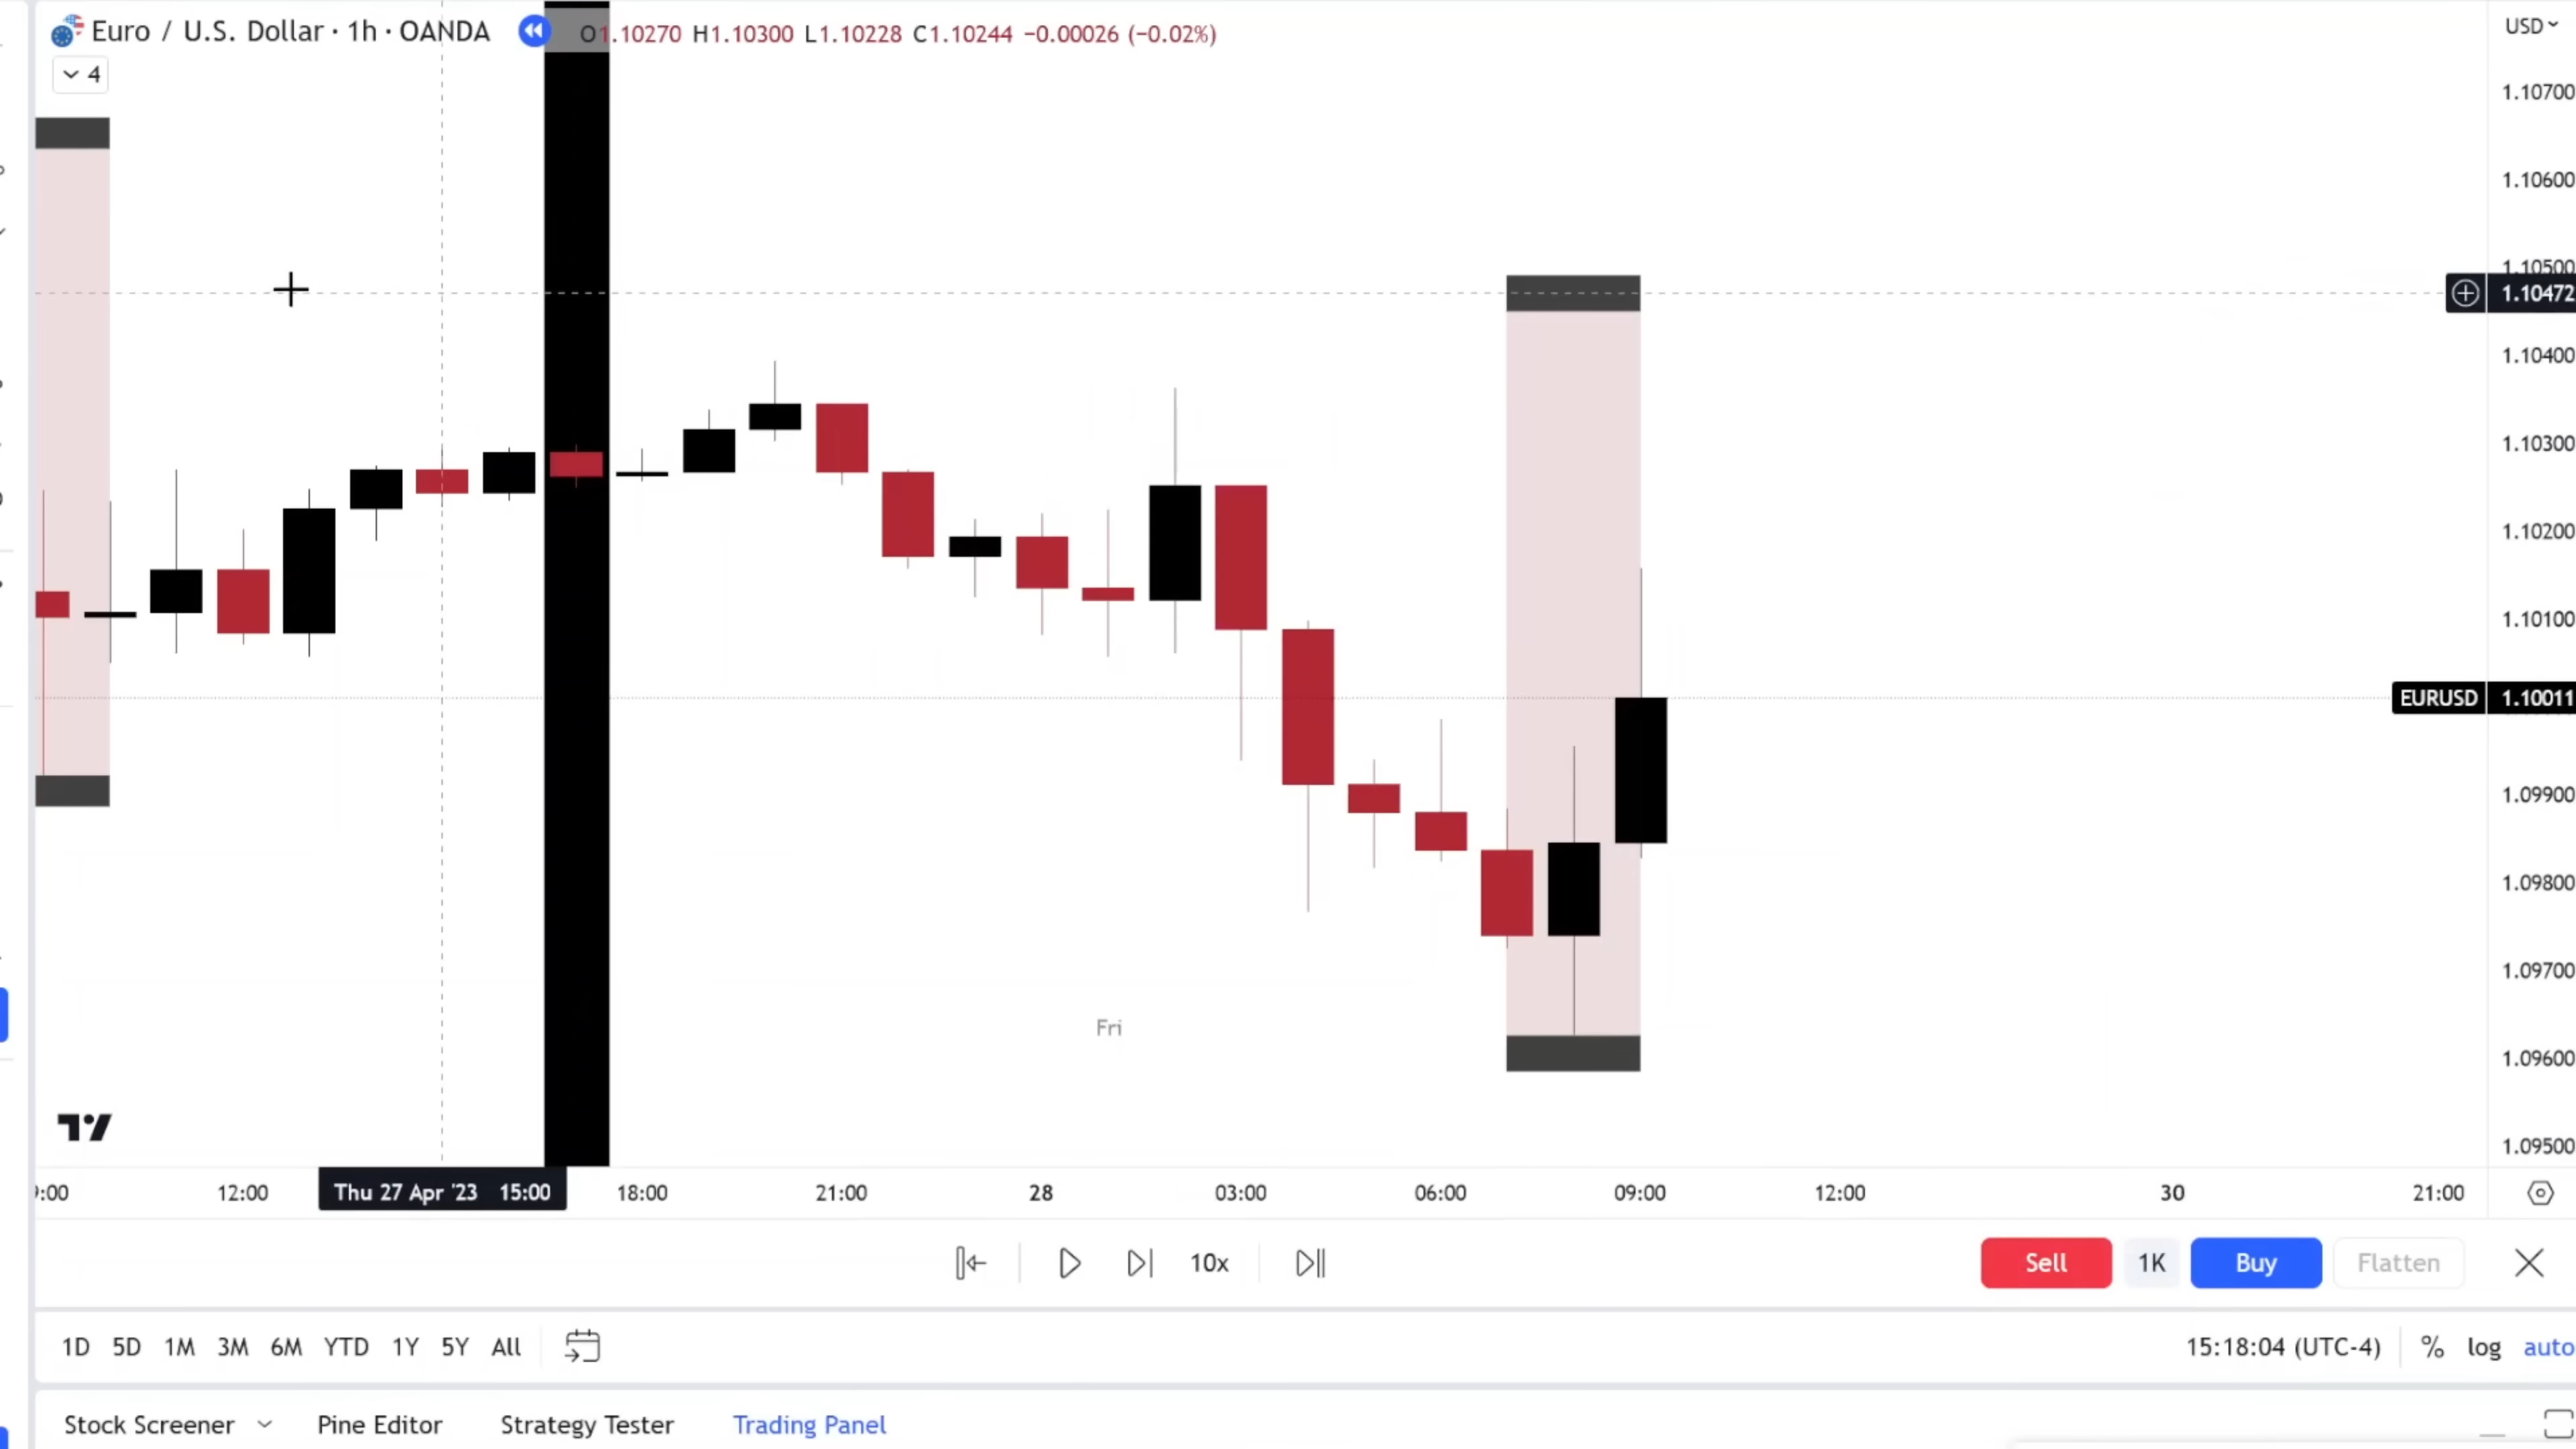 Euro / U.S. Dollar · 1h · OANDA
O1.10270 H1.10300 L1.10228 C1.10244 −0.00026 (−0.02%)
USD
4
1.10700
1.10600
1.10500
1.10472
1.10400
1.10300
1.10200
1.10100
EURUSD 1.10011
1.09900
1.09800
1.09700
Fri
1.09600
1.09500
9:00 12:00 Thu 27 Apr '23 15:00 18:00 21:00 28 03:00 06:00 09:00 12:00 30 21:00
10x Sell 1K Buy Flatten
1D 5D 1M 3M 6M YTD 1Y 5Y All 15:18:04 (UTC-4) % log auto
Stock Screener Pine Editor Strategy Tester Trading Panel